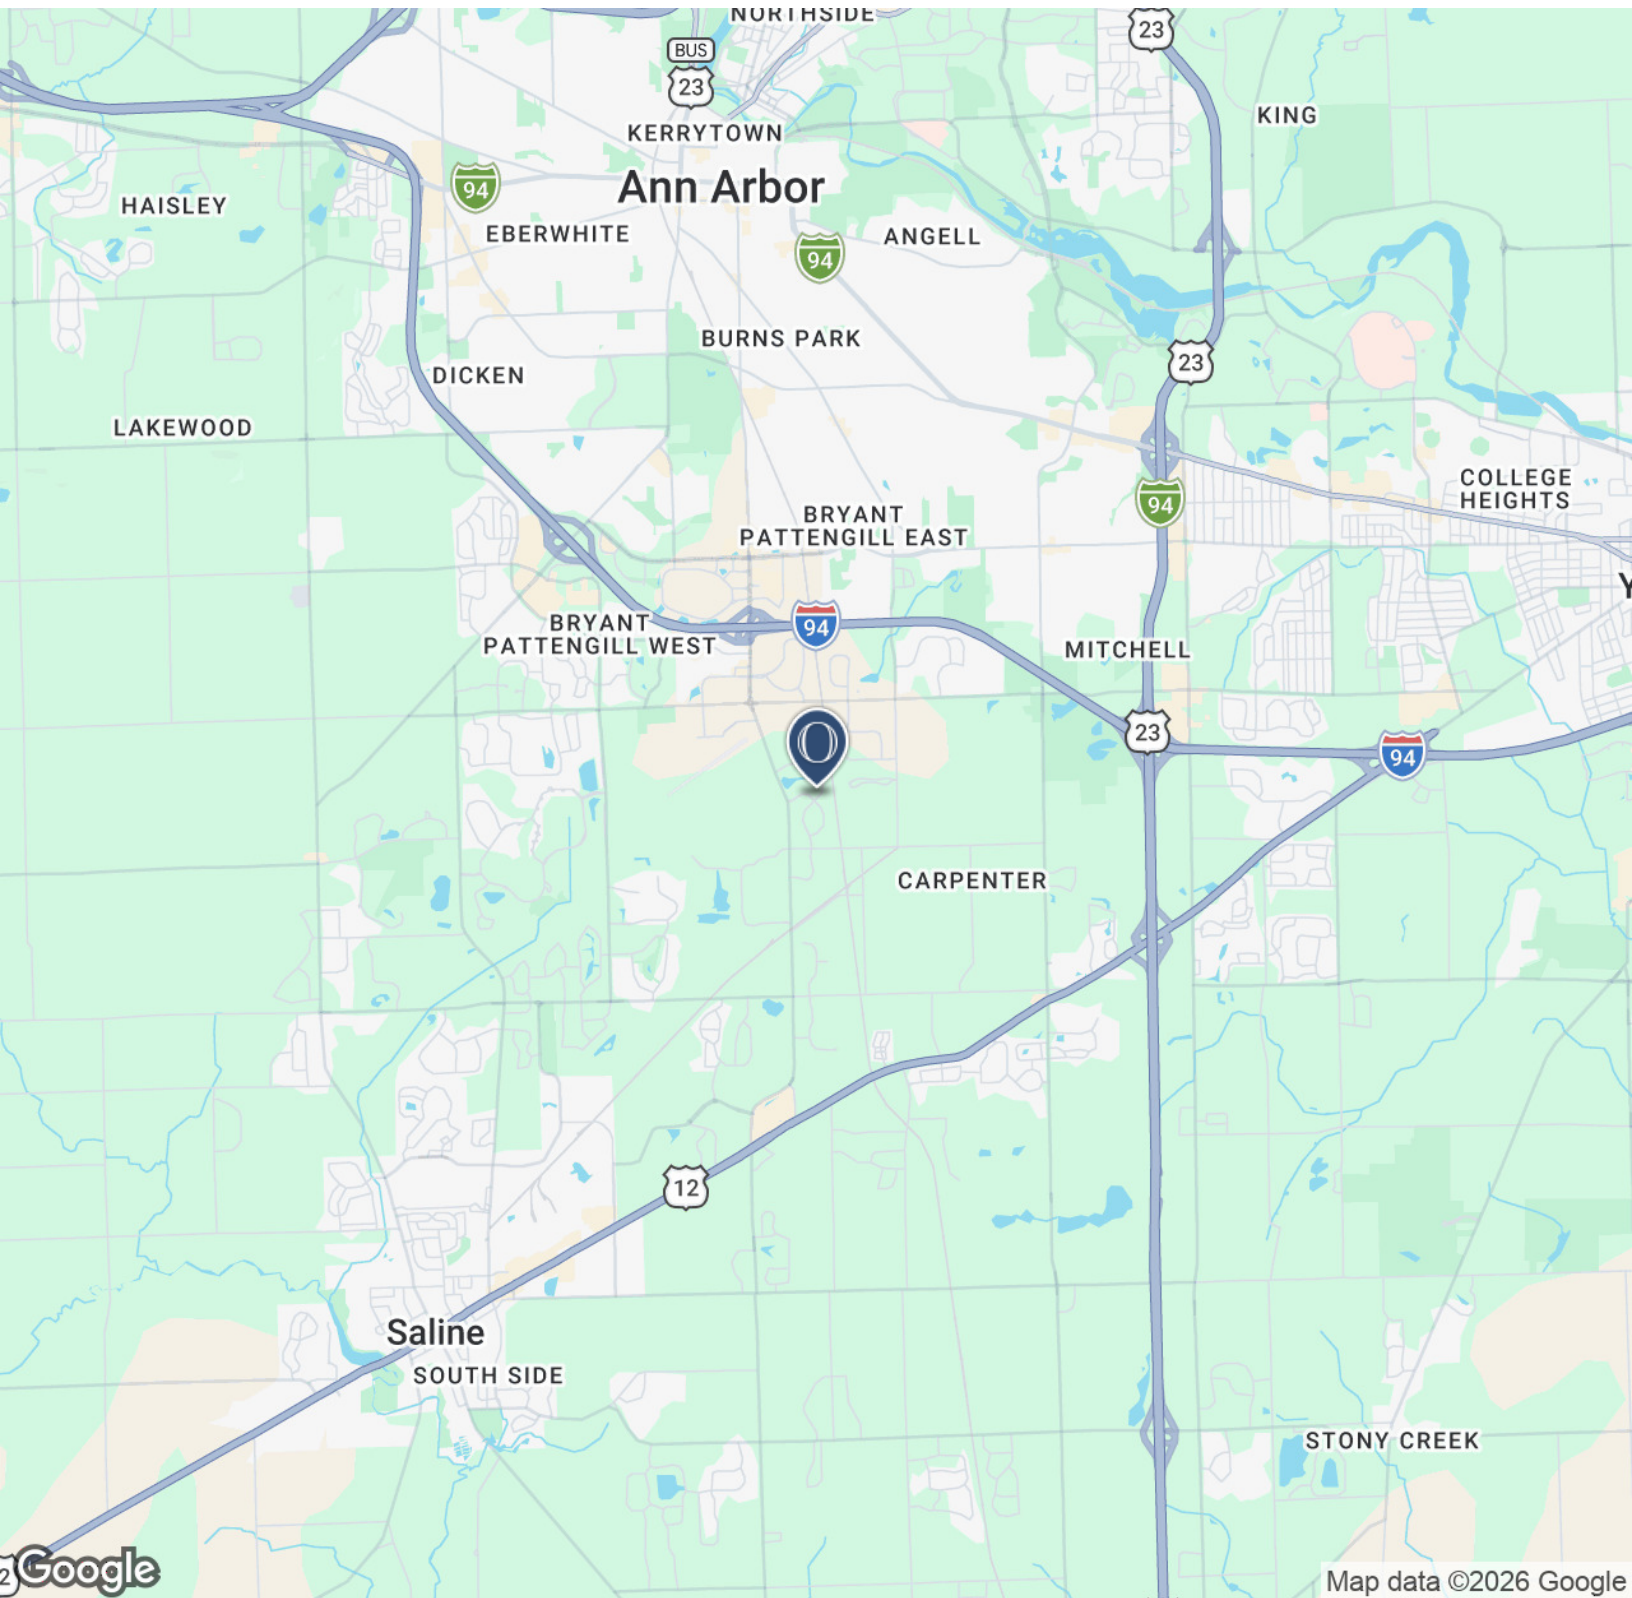 NORTHSIDE
23
BUS
23
KING
KERRYTOWN
94
Ann Arbor
HAISLEY
EBERWHITE
ANGELL
94
BURNS PARK
23
DICKEN
LAKEWOOD
COLLEGE
HEIGHTS
94
BRYANT
PATTENGILL EAST
Y
BRYANT
PATTENGILL WEST
94
MITCHELL
23
94
CARPENTER
12
Saline
SOUTH SIDE
STONY CREEK
2
Google
Map data ©2026 Google